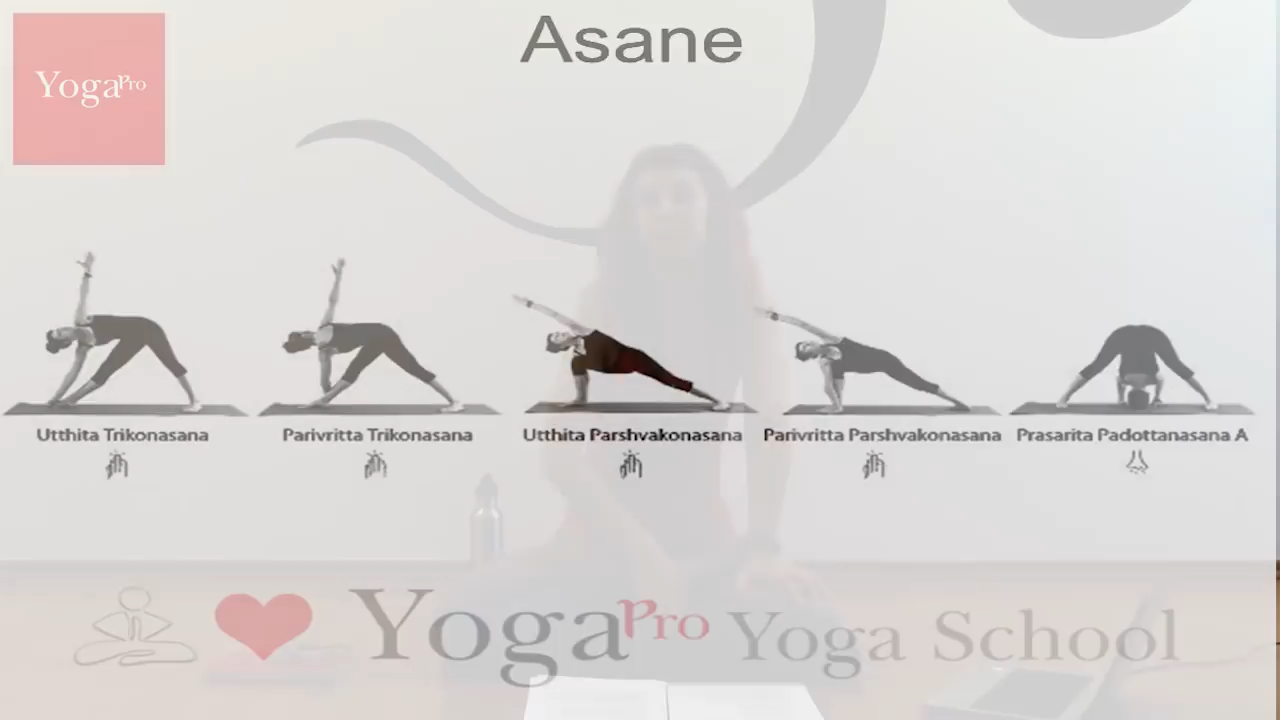 Asane
YogaPro
Utthita Trikonasana
Parivritta Trikonasana
Utthita Parshvakonasana
Parivritta Parshvakonasana
Prasarita Padottanasana A
YogaPro Yoga School